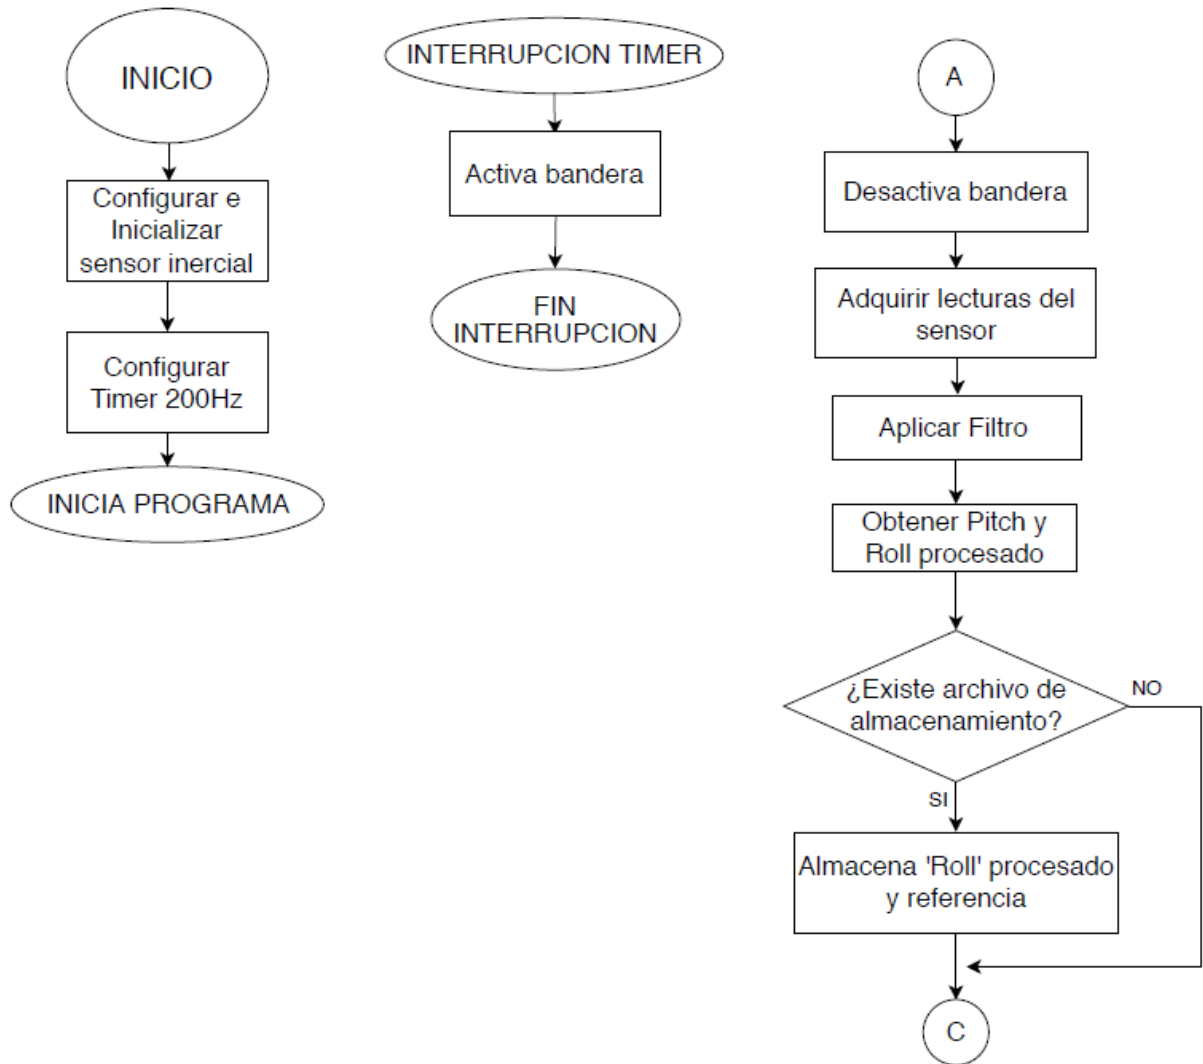 INICIO
Configurar e
Inicializar
sensor inercial
Configurar
Timer 200Hz
INICIA PROGRAMA
INTERRUPCION TIMER
Activa bandera
FIN
INTERRUPCION
A
Desactiva bandera
Adquirir lecturas del
sensor
Aplicar Filtro
Obtener Pitch y
Roll procesado
¿Existe archivo de
almacenamiento?
NO
SI
Almacena 'Roll' procesado
y referencia
C